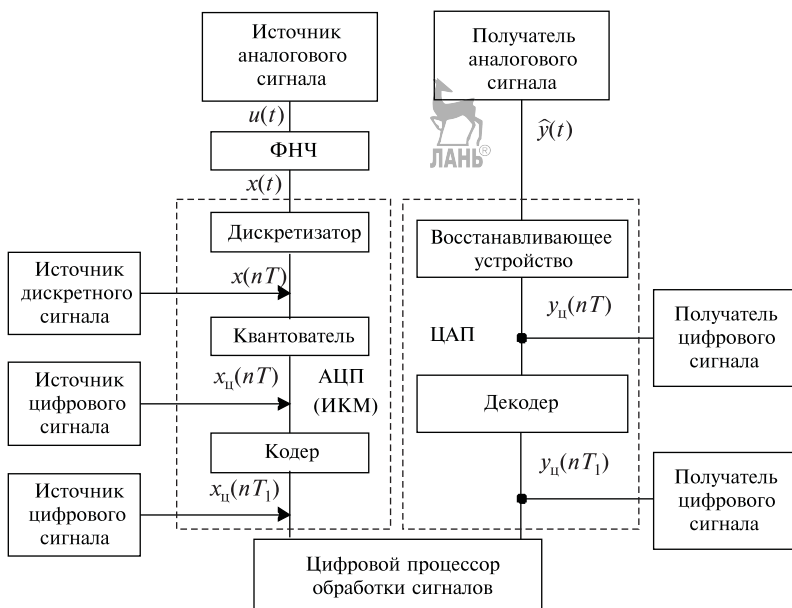 Источник
аналогового
сигнала
u(t)
ФНЧ
x(t)
Дискретизатор
Источник
дискретного
сигнала
x(nT)
Квантователь
Источник
цифрового
сигнала
xц(nT)
АЦП
(ИКМ)
Кодер
Источник
цифрового
сигнала
xц(nT1)
Получатель
аналогового
сигнала
ŷ(t)
ЛАНЬ®
Восстанавливающее
устройство
yц(nT)
ЦАП
Получатель
цифрового
сигнала
Декодер
yц(nT1)
Получатель
цифрового
сигнала
Цифровой процессор
обработки сигналов